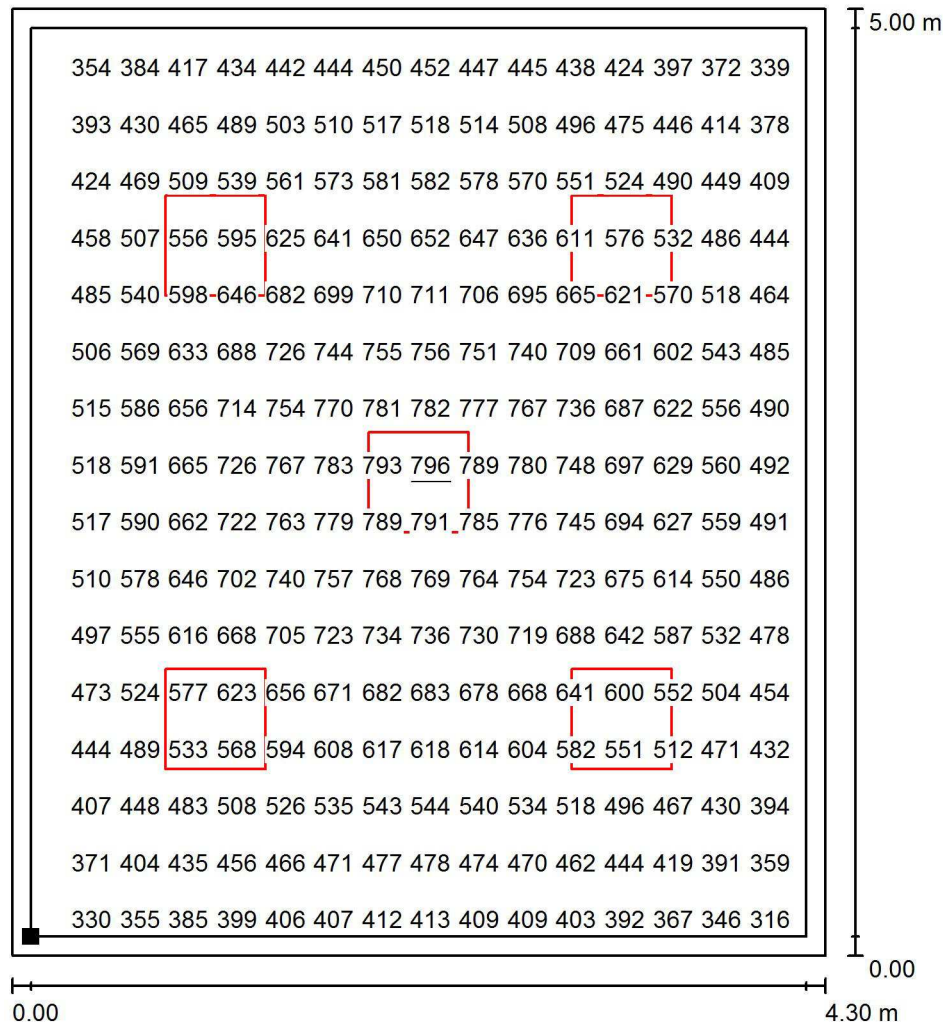 5.00 m
354 384 417 434 442 444 450 452 447 445 438 424 397 372 339
393 430 465 489 503 510 517 518 514 508 496 475 446 414 378
424 469 509 539 561 573 581 582 578 570 551 524 490 449 409
458 507 556 595 625 641 650 652 647 636 611 576 532 486 444
485 540 598 646 682 699 710 711 706 695 665 621 570 518 464
506 569 633 688 726 744 755 756 751 740 709 661 602 543 485
515 586 656 714 754 770 781 782 777 767 736 687 622 556 490
518 591 665 726 767 783 793 796 789 780 748 697 629 560 492
517 590 662 722 763 779 789 791 785 776 745 694 627 559 491
510 578 646 702 740 757 768 769 764 754 723 675 614 550 486
497 555 616 668 705 723 734 736 730 719 688 642 587 532 478
473 524 577 623 656 671 682 683 678 668 641 600 552 504 454
444 489 533 568 594 608 617 618 614 604 582 551 512 471 432
407 448 483 508 526 535 543 544 540 534 518 496 467 430 394
371 404 435 456 466 471 477 478 474 470 462 444 419 391 359
330 355 385 399 406 407 412 413 409 409 403 392 367 346 316
0.00
0.00 4.30 m